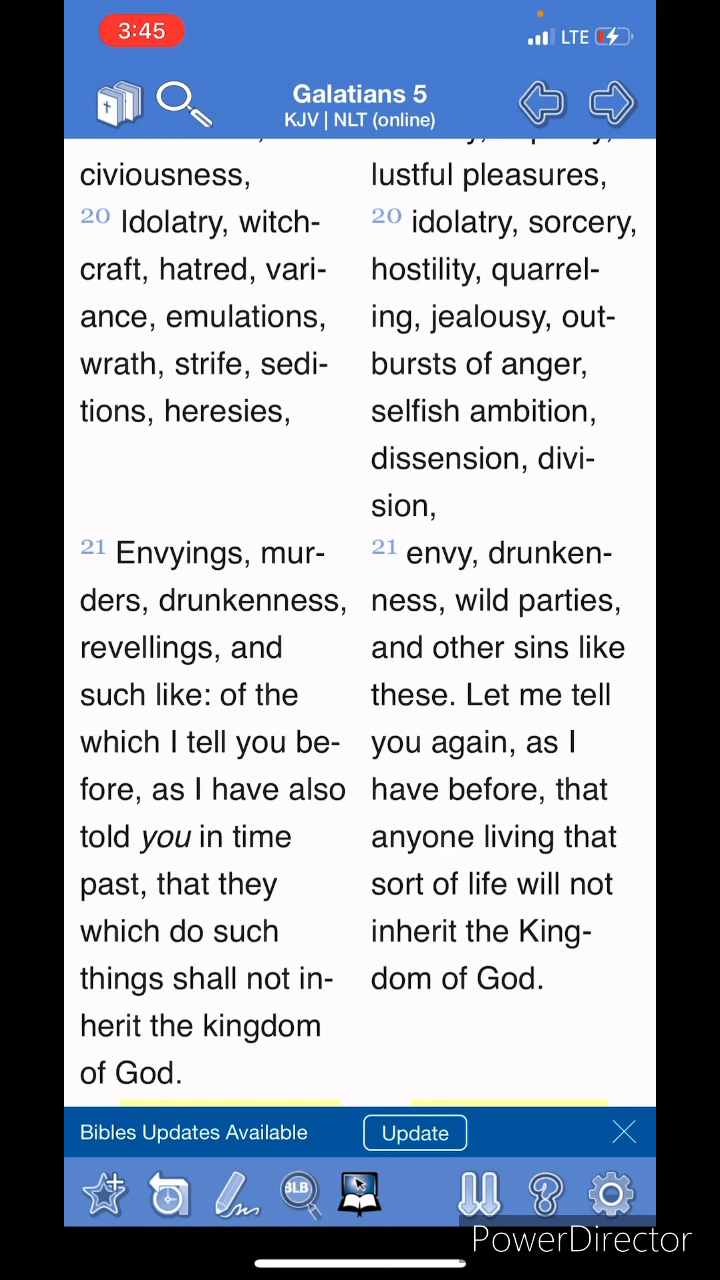 3:45
LTE
Galatians 5
KJV | NLT (online)
civiousness,
20 Idolatry, witch-
craft, hatred, vari-
ance, emulations,
wrath, strife, sedi-
tions, heresies,
21 Envyings, mur-
ders, drunkenness,
revellings, and
such like: of the
which I tell you be-
fore, as I have also
told you in time
past, that they
which do such
things shall not in-
herit the kingdom
of God.
lustful pleasures,
20 idolatry, sorcery,
hostility, quarrel-
ing, jealousy, out-
bursts of anger,
selfish ambition,
dissension, divi-
sion,
21 envy, drunken-
ness, wild parties,
and other sins like
these. Let me tell
you again, as I
have before, that
anyone living that
sort of life will not
inherit the King-
dom of God.
Bibles Updates Available
Update
BLB
PowerDirector